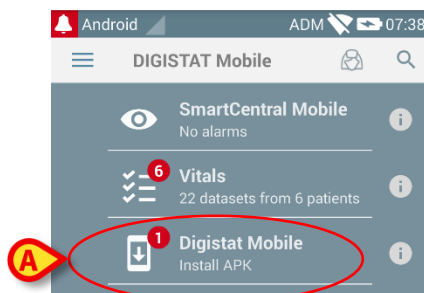 Android ADM 07:38
DIGISTAT Mobile
SmartCentral Mobile
No alarms
6
Vitals
22 datasets from 6 patients
1
Digistat Mobile
Install APK
A